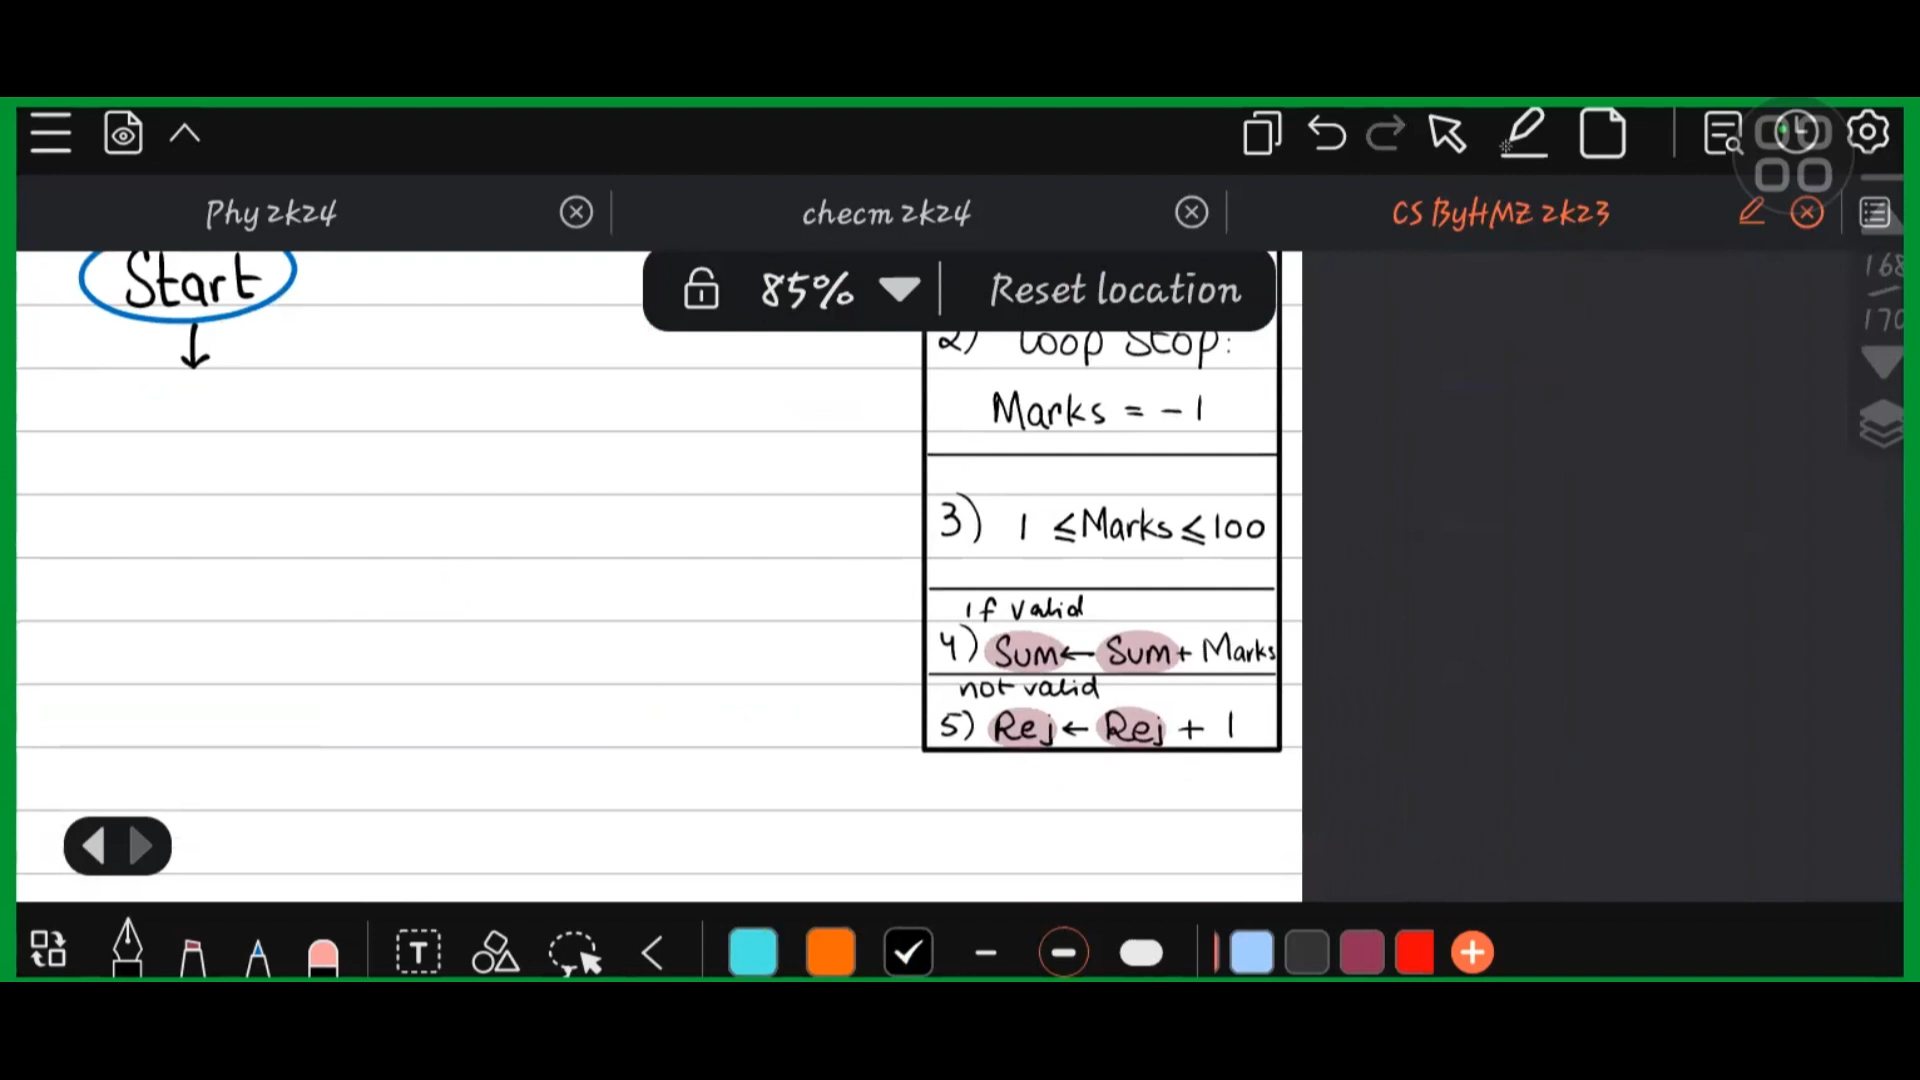 Phy 2k24
checm 2k24
CS ByHMZ 2k23
168
170
85%
Reset location
Start
2) Loop Stop:
Marks = -1
3) 1 ≤ Marks ≤ 100
if valid
4) Sum ← Sum + Marks
not valid
5) Rej ← Rej + 1
T